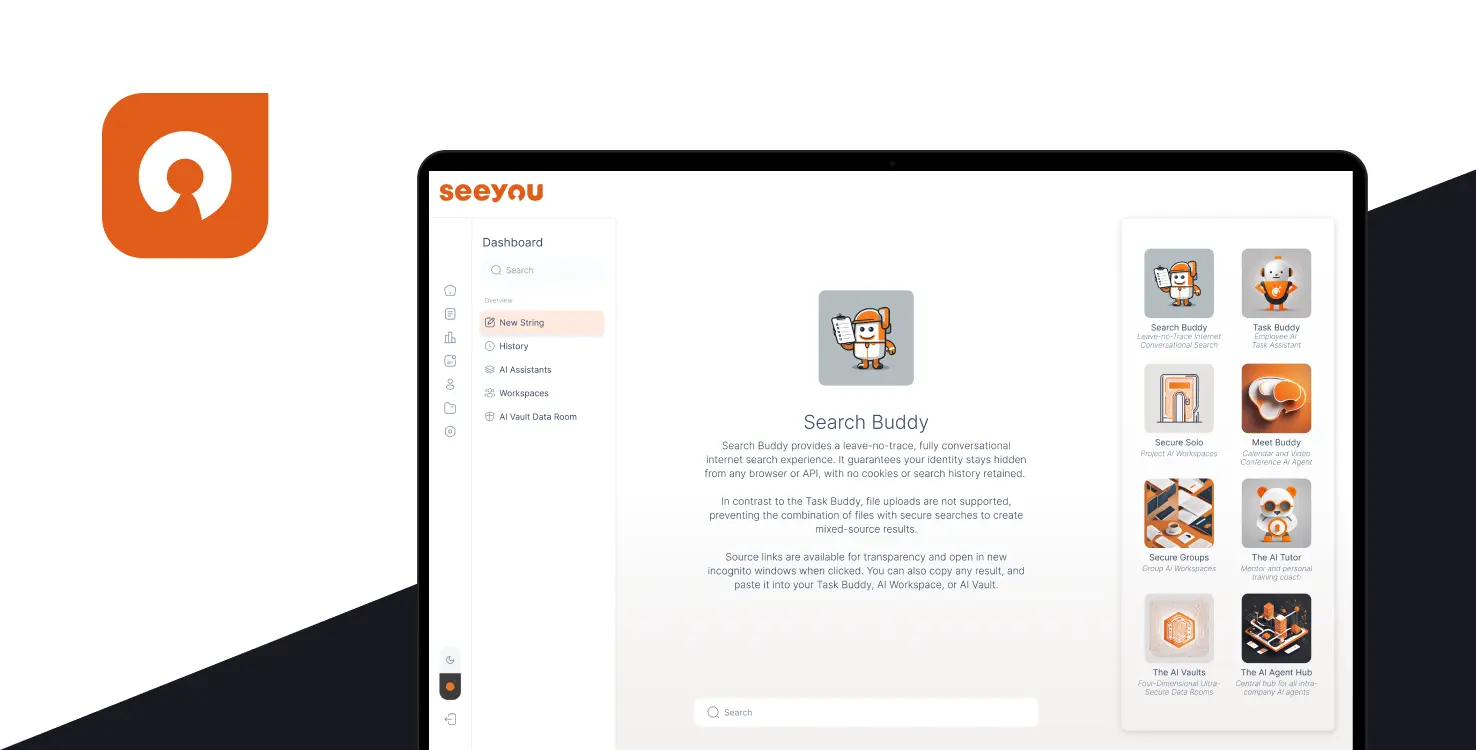 seeyou
Dashboard
Search
Overview
New String
History
AI Assistants
Workspaces
AI Vault Data Room
Search Buddy
Search Buddy provides a leave-no-trace, fully conversational
internet search experience. It guarantees your identity stays hidden
from any browser or API, with no cookies or search history retained.
In contrast to the Task Buddy, file uploads are not supported,
preventing the combination of files with secure searches to create
mixed-source results.
Source links are available for transparency and open in new
incognito windows when clicked. You can also copy any result, and
paste it into your Task Buddy, AI Workspace, or AI Vault.
Search
Search Buddy
Leave-no-Trace Internet
Conversational Search
Task Buddy
Employee AI
Task Assistant
Secure Solo
Project AI Workspaces
Meet Buddy
Calendar and Video
Conference AI Agent
Secure Groups
Group AI Workspaces
The AI Tutor
Mentor and personal
training coach
The AI Vaults
Four-Dimensional Ultra-
Secure Data Rooms
The AI Agent Hub
Central hub for all intra-
company AI agents